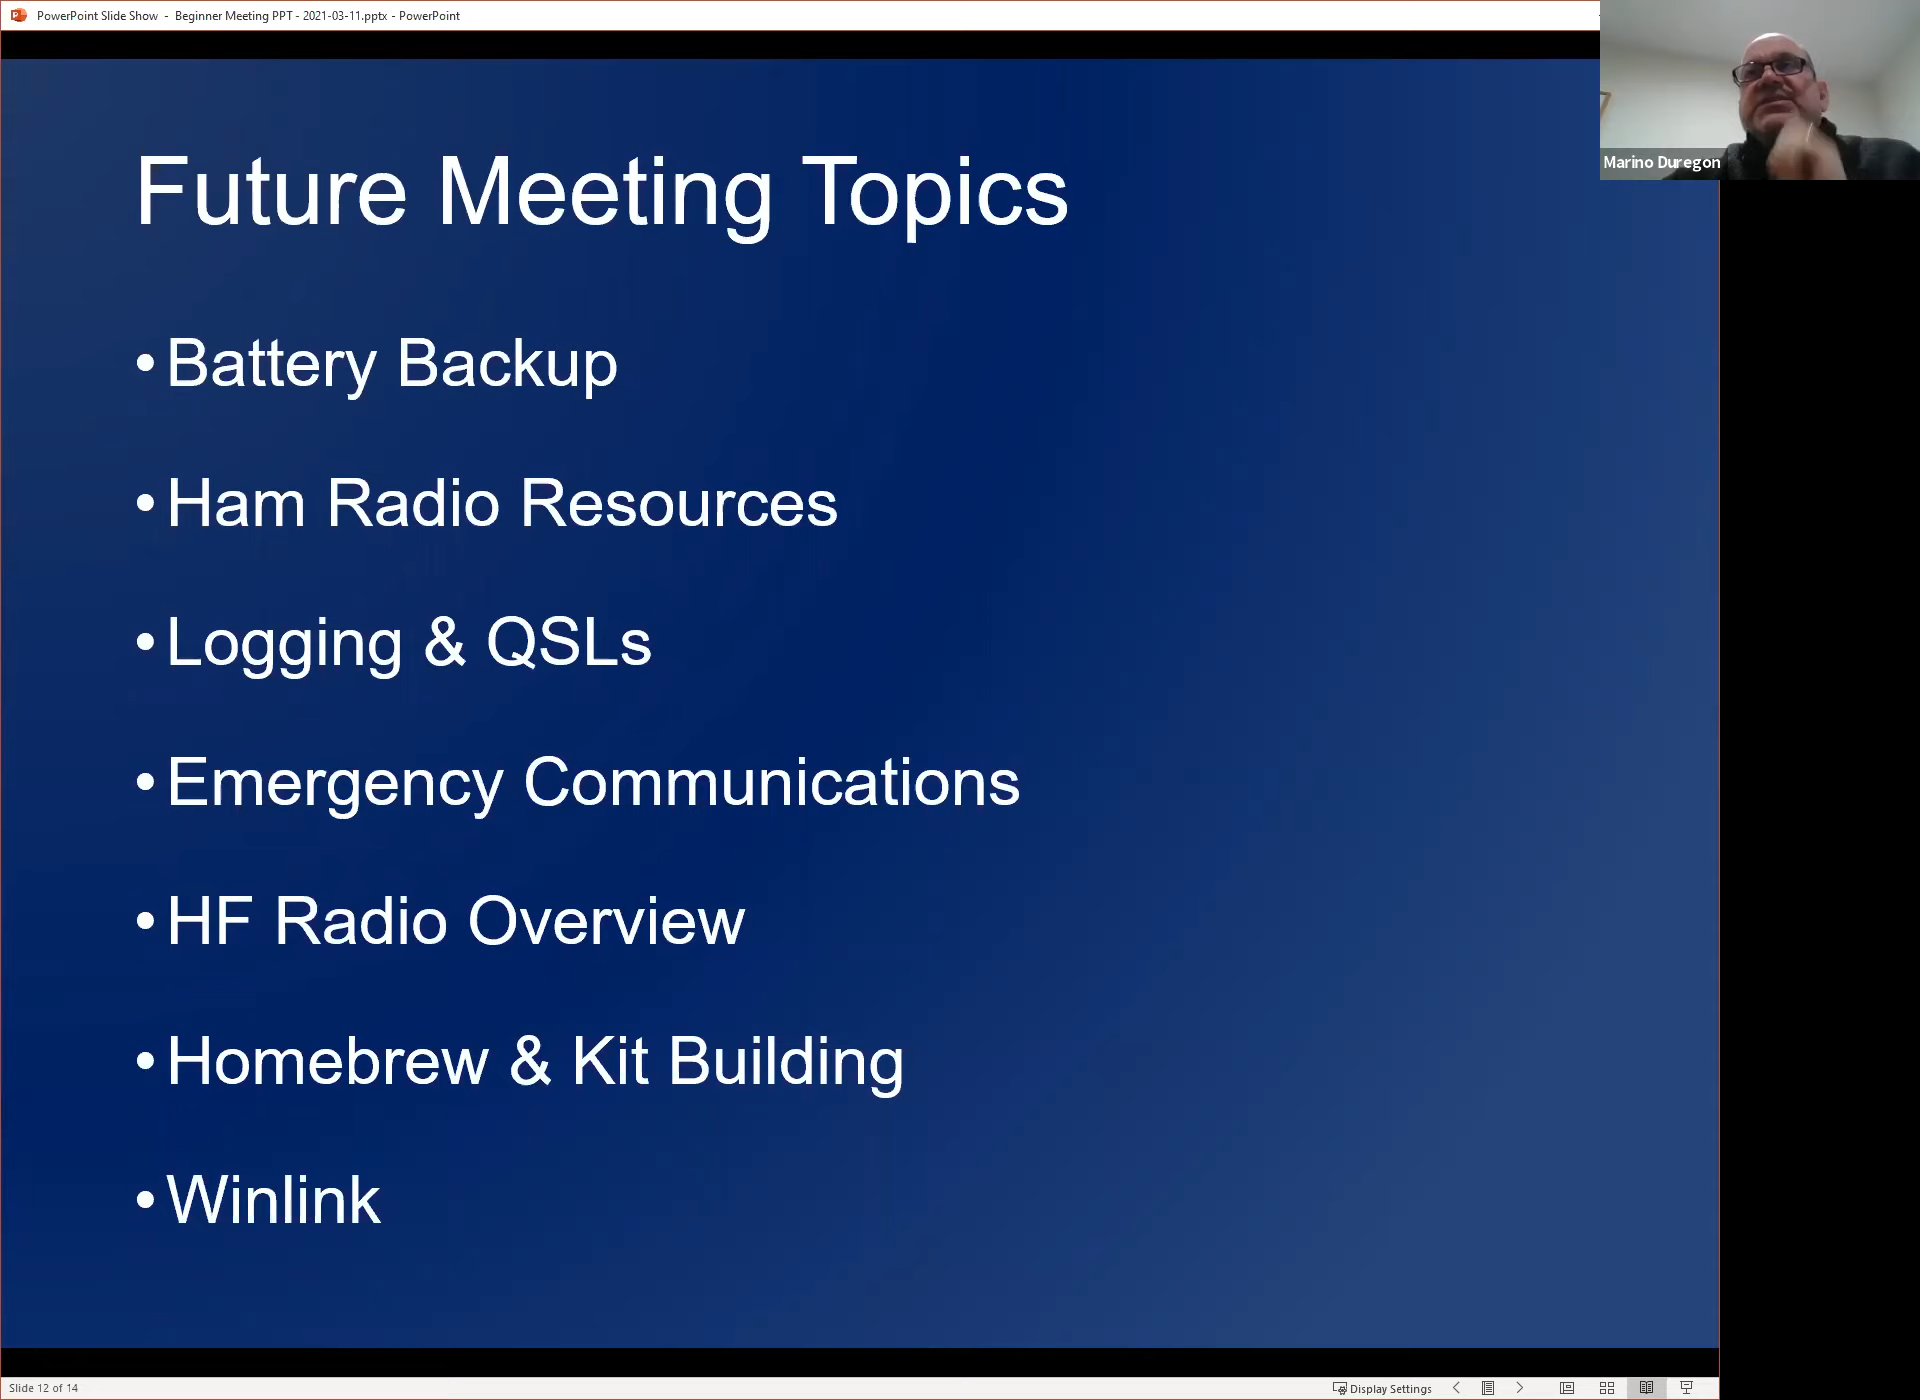 PowerPoint Slide Show - Beginner Meeting PPT - 2021-03-11.pptx - PowerPoint
Marino Duregon
Future Meeting Topics
• Battery Backup
• Ham Radio Resources
• Logging & QSLs
• Emergency Communications
• HF Radio Overview
• Homebrew & Kit Building
• Winlink
Slide 12 of 14
Display Settings